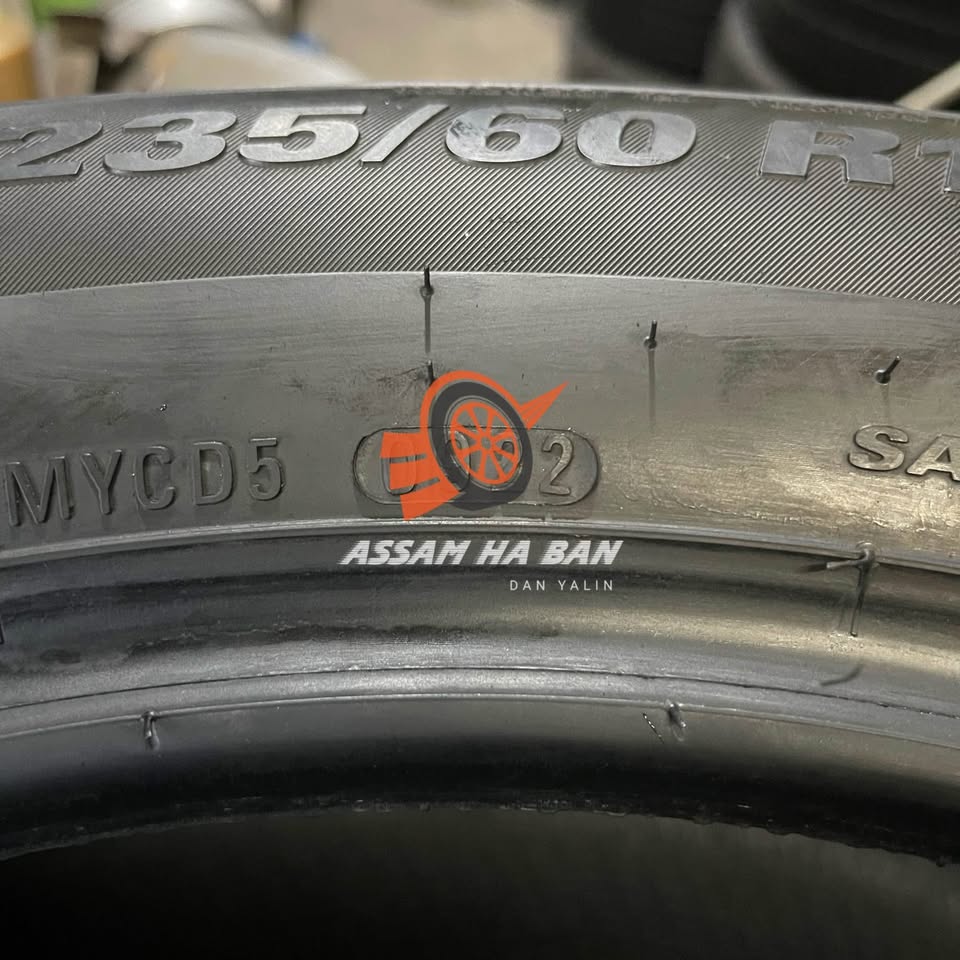 235/60 R1
MYCD5
2
SA
ASSAM HA BAN
DAN YALIN